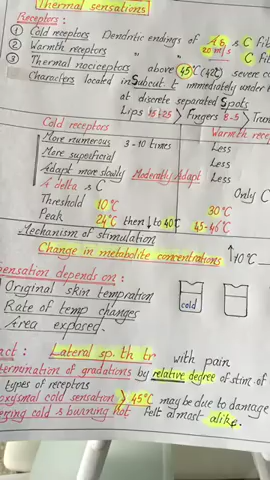 Thermal sensations
Receptors:
① Cold receptors Dendritic endings of A δ & C fib
20 m/s
② Warmth receptors " " C fi
③ Thermal nociceptors above 45°C (42°C) severe co
Characters located in Subcut. t immediately under
at discrete separated Spots
Lips 15-25 > Fingers 3-5 > Trun
Cold receptors Warmth rece
More numerous 3-10 times Less
More superficial Less
Adapt more slowly Moderately Adapt Less
A delta & C Only C
Threshold 10°C 30°C
Peak 24°C then ↓ to 40°C 45-46°C
Mechanism of stimulation
Change in metabolite concentrations ↑10°C
Sensation depends on:
Original skin tempration
Rate of temp changes cold
Area exposed.
act: Lateral sp. th tr with pain
termination of gradations by relative degree of stim. of
types of receptors
oxysmal cold sensation > 45°C may be due to damage
ering cold & burning hot felt almost alike.